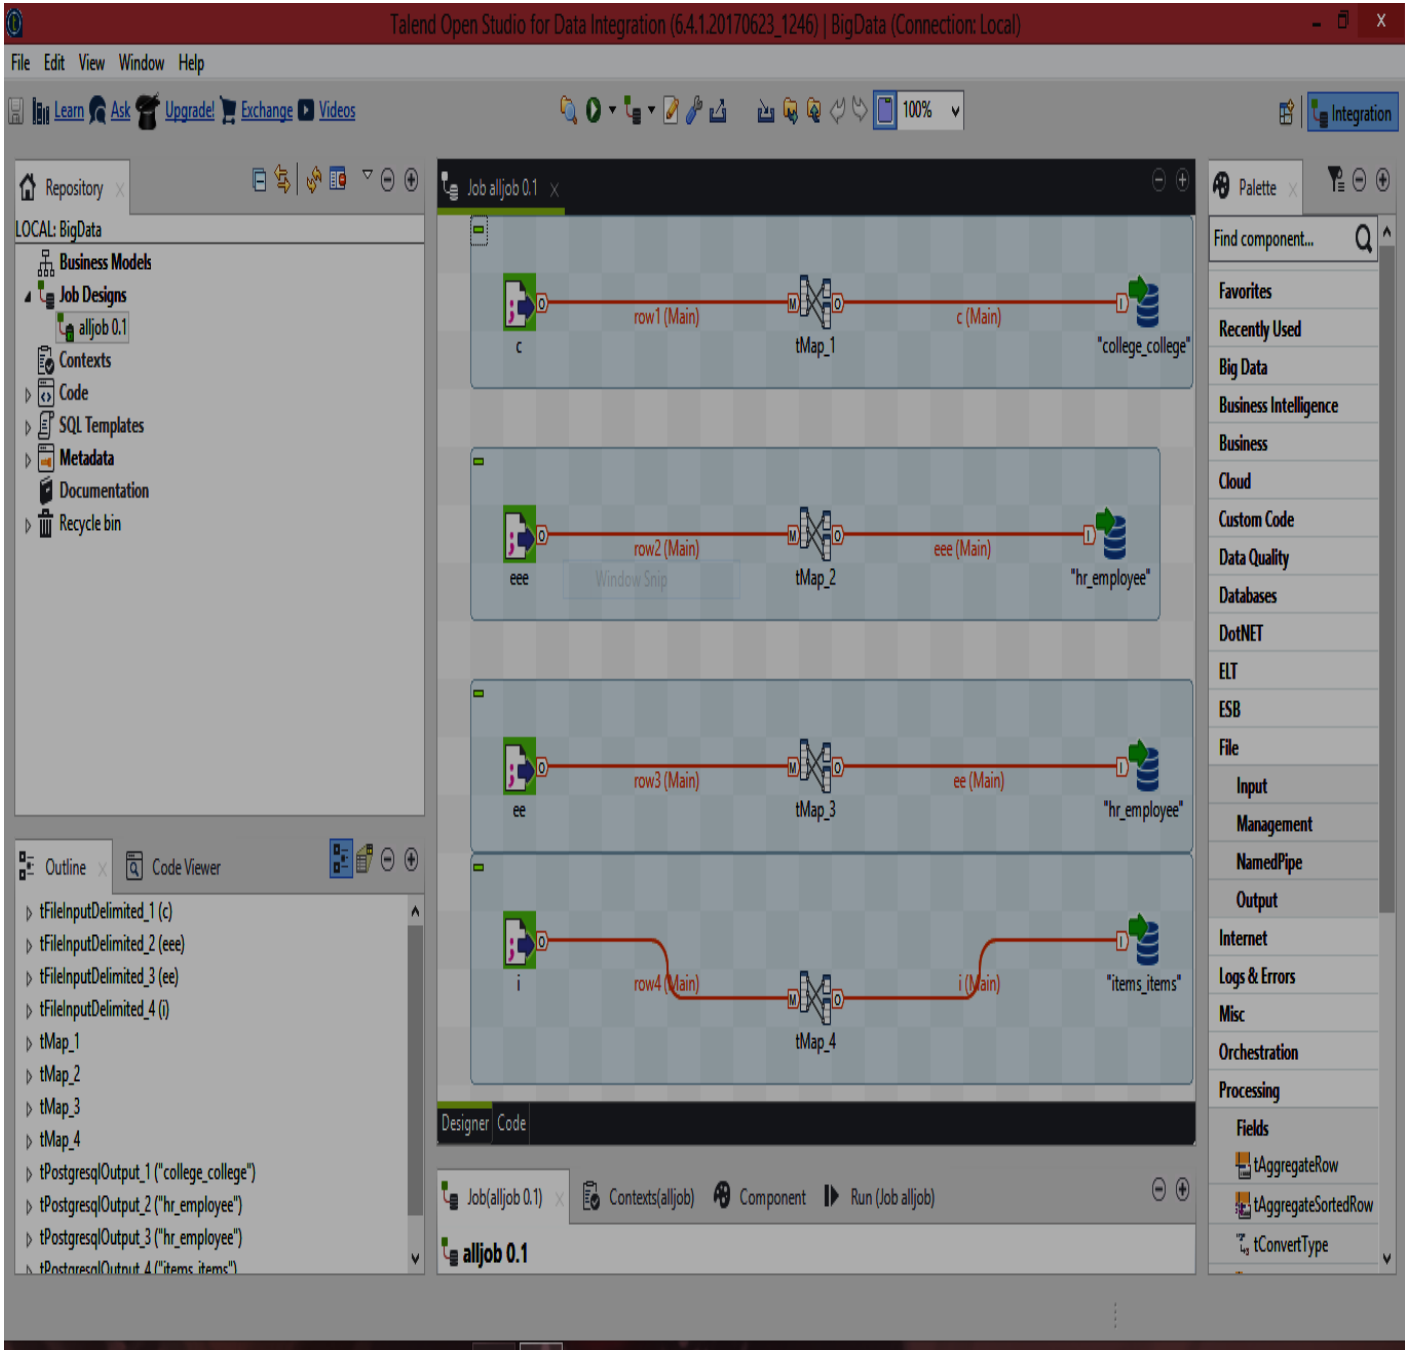 Talend Open Studio for Data Integration (6.4.1.20170623_1246) | BigData (Connection: Local)
File Edit View Window Help
Learn Ask Upgrade! Exchange Videos 100% Integration
Repository
LOCAL: BigData
Business Models
Job Designs
alljob 0.1
Contexts
Code
SQL Templates
Metadata
Documentation
Recycle bin
Outline Code Viewer
tFileInputDelimited_1 (c)
tFileInputDelimited_2 (eee)
tFileInputDelimited_3 (ee)
tFileInputDelimited_4 (i)
tMap_1
tMap_2
tMap_3
tMap_4
tPostgresqlOutput_1 ("college_college")
tPostgresqlOutput_2 ("hr_employee")
tPostgresqlOutput_3 ("hr_employee")
tPostgresqlOutput_4 ("items_items")
Job alljob 0.1
O M O I
row1 (Main) c (Main)
c tMap_1 "college_college"
O M O I
row2 (Main) eee (Main)
eee Window Snip tMap_2 "hr_employee"
O M O I
row3 (Main) ee (Main)
ee tMap_3 "hr_employee"
O I
i row4 (Main) i (Main) "items_items"
M O
tMap_4
Designer Code
Job(alljob 0.1) Contexts(alljob) Component Run (Job alljob)
alljob 0.1
Palette
Find component...
Favorites
Recently Used
Big Data
Business Intelligence
Business
Cloud
Custom Code
Data Quality
Databases
DotNET
ELT
ESB
File
Input
Management
NamedPipe
Output
Internet
Logs & Errors
Misc
Orchestration
Processing
Fields
tAggregateRow
tAggregateSortedRow
tConvertType